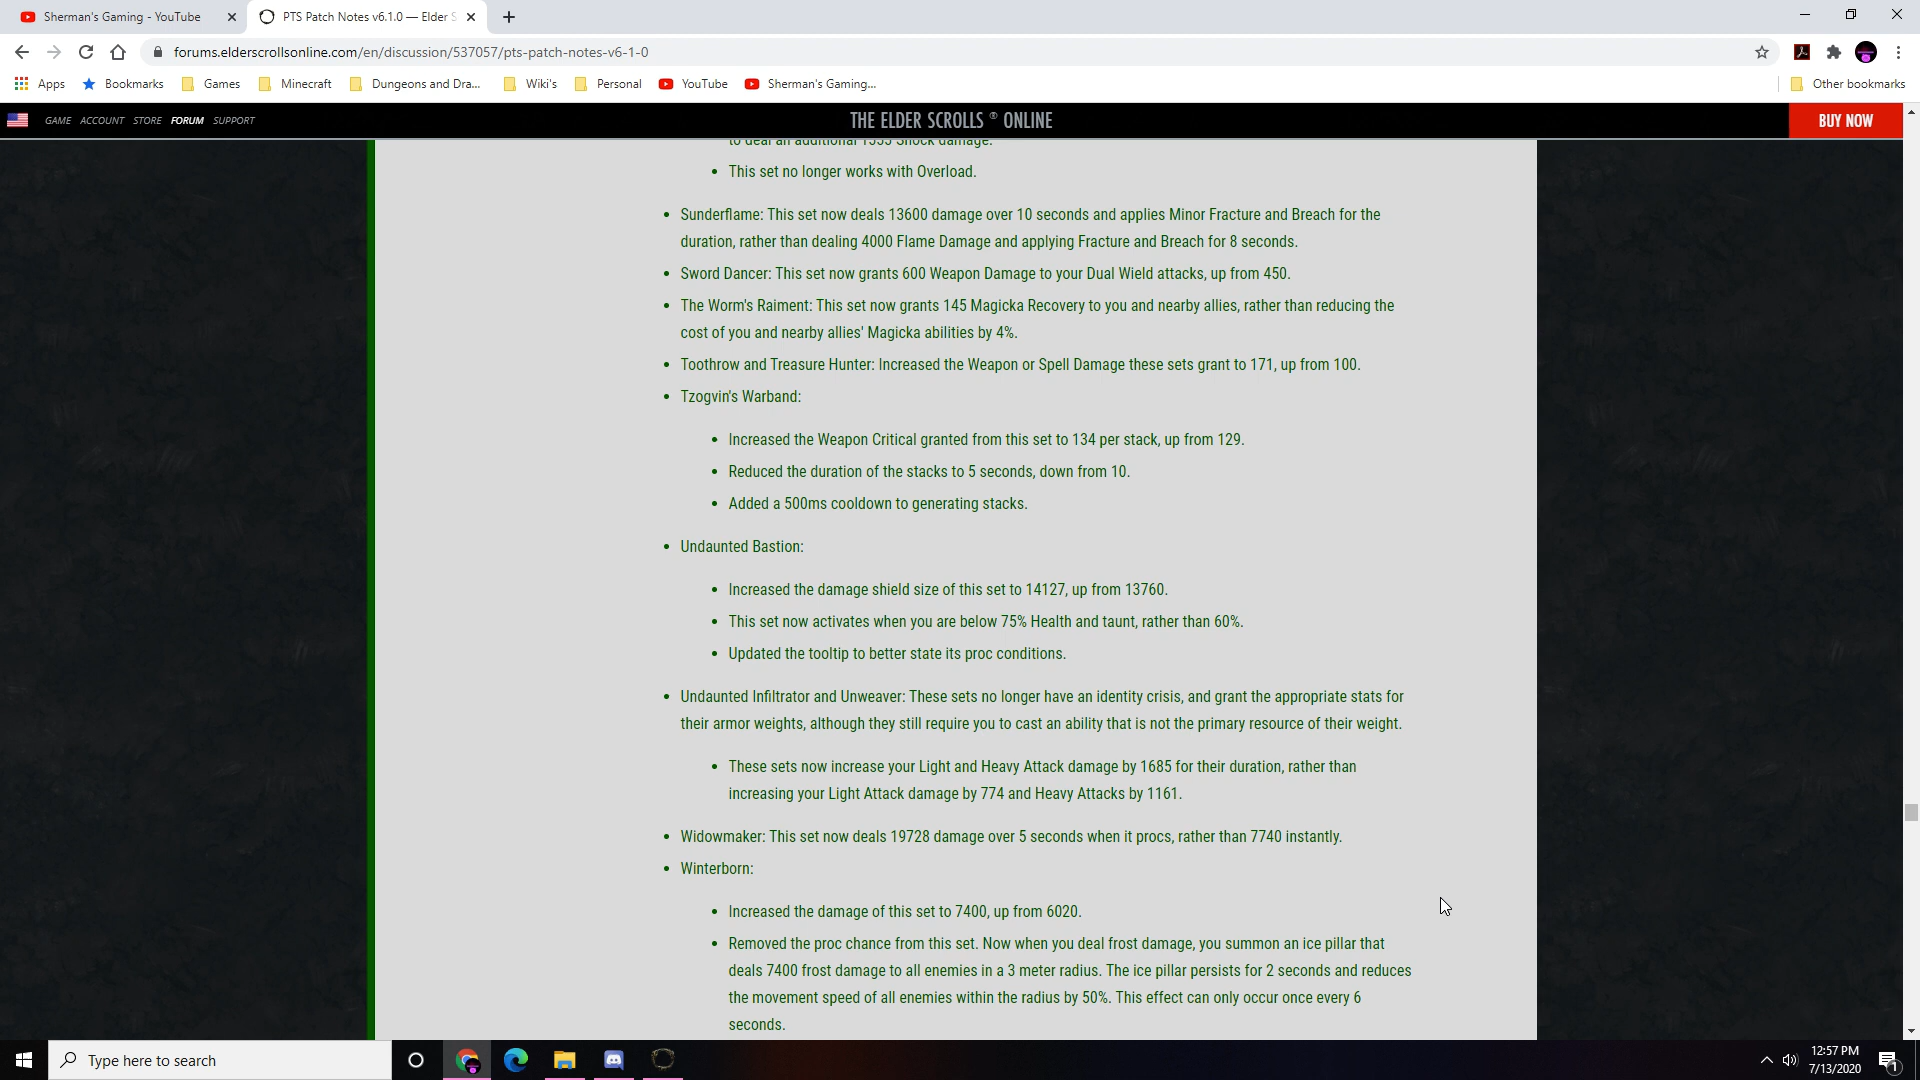 Sherman's Gaming - YouTube
PTS Patch Notes v6.1.0 — Elder S
forums.elderscrollsonline.com/en/discussion/537057/pts-patch-notes-v6-1-0
Apps Bookmarks Games Minecraft Dungeons and Dra... Wiki's Personal YouTube Sherman's Gaming... Other bookmarks
GAME ACCOUNT STORE FORUM SUPPORT THE ELDER SCROLLS ® ONLINE BUY NOW
to deal an additional 1335 Shock damage.
• This set no longer works with Overload.
• Sunderflame: This set now deals 13600 damage over 10 seconds and applies Minor Fracture and Breach for the
duration, rather than dealing 4000 Flame Damage and applying Fracture and Breach for 8 seconds.
• Sword Dancer: This set now grants 600 Weapon Damage to your Dual Wield attacks, up from 450.
• The Worm's Raiment: This set now grants 145 Magicka Recovery to you and nearby allies, rather than reducing the
cost of you and nearby allies' Magicka abilities by 4%.
• Toothrow and Treasure Hunter: Increased the Weapon or Spell Damage these sets grant to 171, up from 100.
• Tzogvin's Warband:
• Increased the Weapon Critical granted from this set to 134 per stack, up from 129.
• Reduced the duration of the stacks to 5 seconds, down from 10.
• Added a 500ms cooldown to generating stacks.
• Undaunted Bastion:
• Increased the damage shield size of this set to 14127, up from 13760.
• This set now activates when you are below 75% Health and taunt, rather than 60%.
• Updated the tooltip to better state its proc conditions.
• Undaunted Infiltrator and Unweaver: These sets no longer have an identity crisis, and grant the appropriate stats for
their armor weights, although they still require you to cast an ability that is not the primary resource of their weight.
• These sets now increase your Light and Heavy Attack damage by 1685 for their duration, rather than
increasing your Light Attack damage by 774 and Heavy Attacks by 1161.
• Widowmaker: This set now deals 19728 damage over 5 seconds when it procs, rather than 7740 instantly.
• Winterborn:
• Increased the damage of this set to 7400, up from 6020.
• Removed the proc chance from this set. Now when you deal frost damage, you summon an ice pillar that
deals 7400 frost damage to all enemies in a 3 meter radius. The ice pillar persists for 2 seconds and reduces
the movement speed of all enemies within the radius by 50%. This effect can only occur once every 6
seconds.
Type here to search
12:57 PM
7/13/2020
1